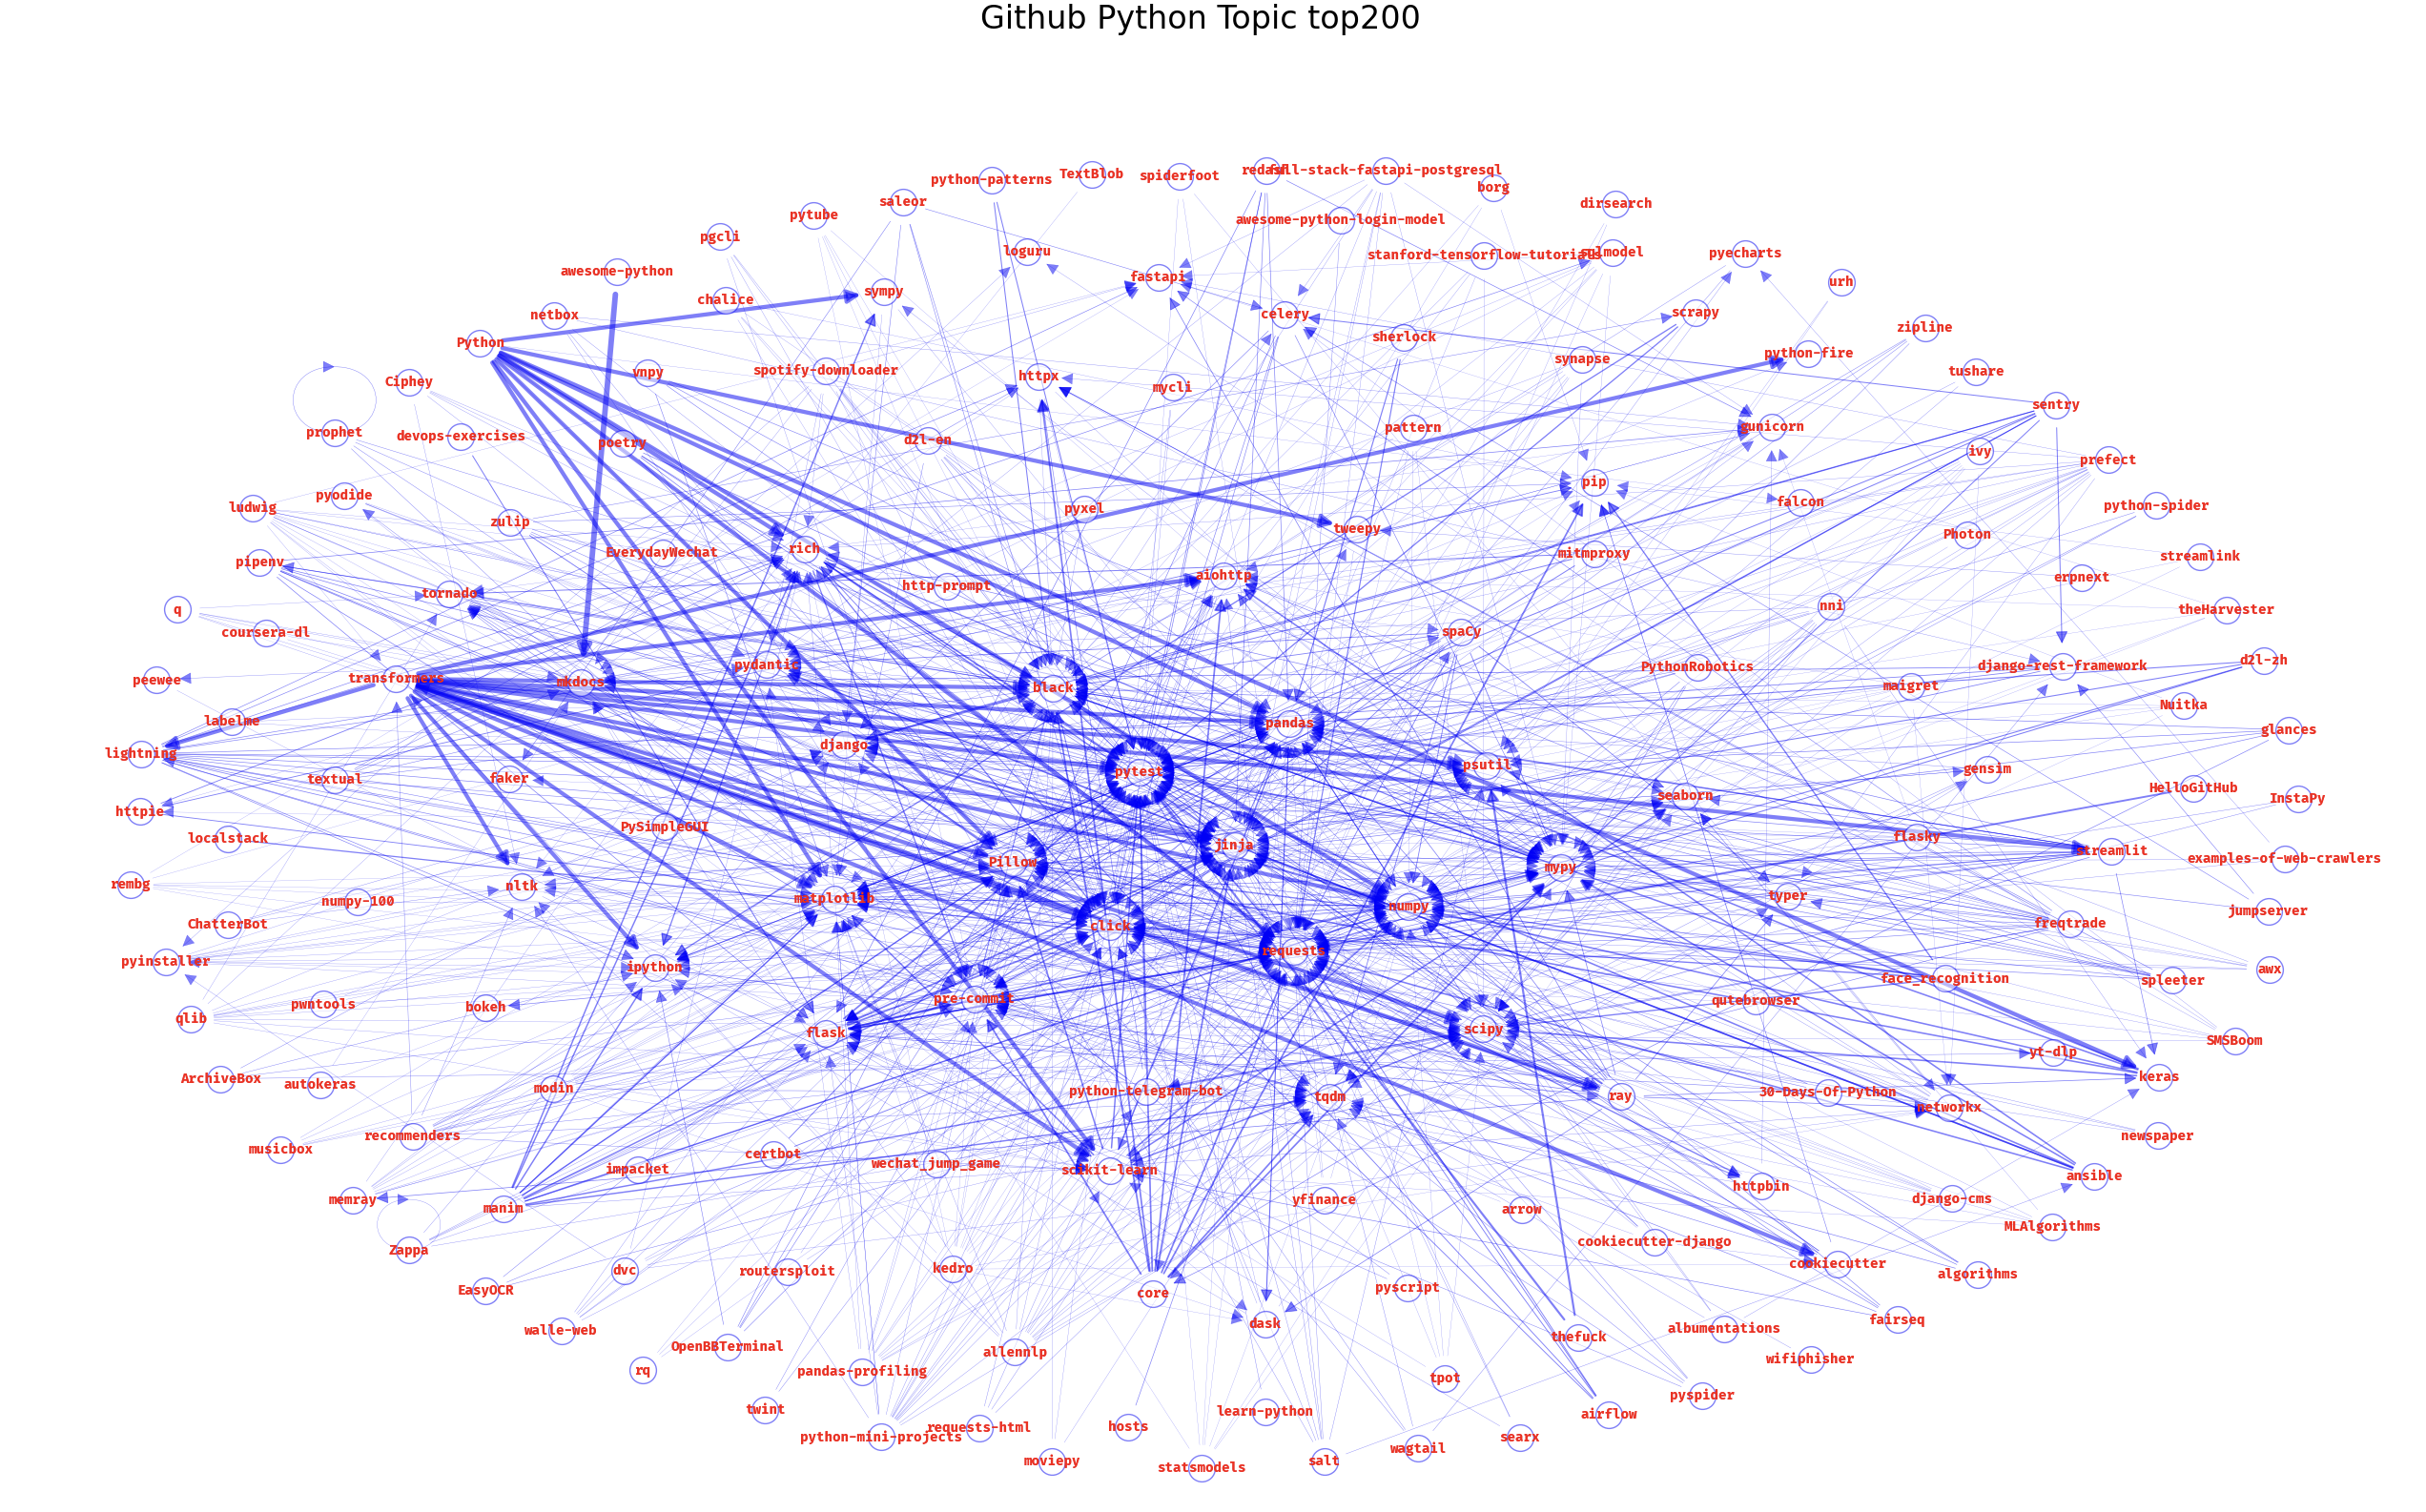 Github Python Topic top200
python-patterns
TextBlob
spiderfoot
redash
full-stack-fastapi-postgresql
borg
saleor
dirsearch
pytube
awesome-python-login-model
pgcli
loguru
stanford-tensorflow-tutorials
sqlmodel
pyecharts
awesome-python
fastapi
urh
sympy
chalice
netbox
celery
scrapy
zipline
Python
sherlock
python-fire
synapse
vnpy
spotify-downloader
tushare
httpx
Ciphey
mycli
sentry
pattern
gunicorn
prophet
devops-exercises
poetry
d2l-en
ivy
prefect
pip
pyodide
falcon
python-spider
ludwig
pyxel
zulip
tweepy
Photon
rich
EverydayWechat
mitmproxy
streamlink
pipenv
aiohttp
erpnext
http-prompt
tornado
nni
theHarvester
q
coursera-dl
spaCy
d2l-zh
pydantic
PythonRobotics
django-rest-framework
peewee
transformers
mkdocs
black
maigret
Nuitka
labelme
pandas
glances
lightning
django
pytest
psutil
gensim
textual
faker
HelloGitHub
seaborn
InstaPy
httpie
PySimpleGUI
localstack
jinja
flasky
streamlit
examples-of-web-crawlers
Pillow
mypy
rembg
nltk
numpy-100
matplotlib
typer
numpy
jumpserver
ChatterBot
click
freqtrade
requests
pyinstaller
ipython
awx
face_recognition
spleeter
pwntools
bokeh
pre-commit
qutebrowser
qlib
flask
scipy
SMSBoom
yt-dlp
ArchiveBox
autokeras
modin
python-telegram-bot
tqdm
ray
30-Days-Of-Python
keras
networkx
recommenders
newspaper
musicbox
certbot
wechat_jump_game
impacket
scikit-learn
ansible
httpbin
memray
manim
yfinance
arrow
django-cms
MLAlgorithms
Zappa
cookiecutter-django
dvc
routersploit
kedro
cookiecutter
algorithms
EasyOCR
core
pyscript
walle-web
dask
thefuck
albumentations
fairseq
OpenBBTerminal
allennlp
wifiphisher
rq
pandas-profiling
tpot
pyspider
twint
learn-python
airflow
python-mini-projects
requests-html
hosts
searx
wagtail
moviepy
statsmodels
salt